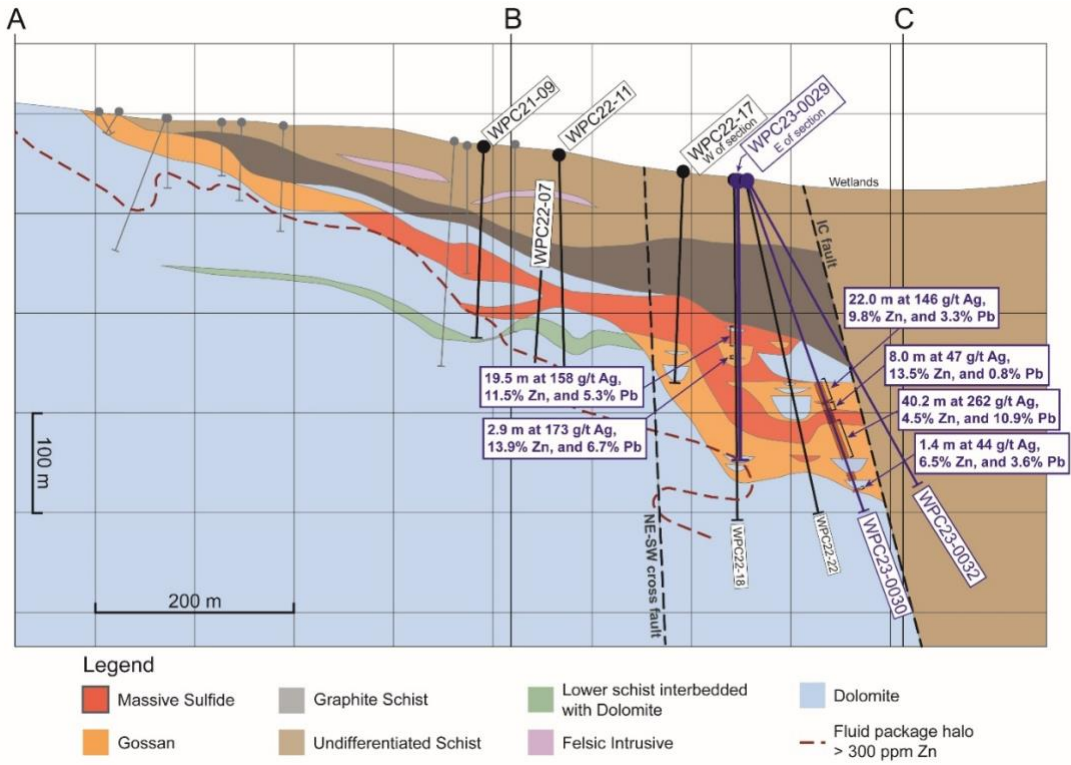 A
B
C
WPC21-09
WPC22-11
WPC22-07
WPC22-17
W of section
WPC23-0029
E of section
Wetlands
IC fault
22.0 m at 146 g/t Ag,
9.8% Zn, and 3.3% Pb
8.0 m at 47 g/t Ag,
13.5% Zn, and 0.8% Pb
19.5 m at 158 g/t Ag,
11.5% Zn, and 5.3% Pb
40.2 m at 262 g/t Ag,
4.5% Zn, and 10.9% Pb
2.9 m at 173 g/t Ag,
13.9% Zn, and 6.7% Pb
1.4 m at 44 g/t Ag,
6.5% Zn, and 3.6% Pb
100 m
200 m
NE-SW cross fault
WPC22-18
WPC22-22
WPC23-0030
WPC23-0032
Legend
Massive Sulfide
Graphite Schist
Lower schist interbedded
with Dolomite
Dolomite
Gossan
Undifferentiated Schist
Felsic Intrusive
Fluid package halo
> 300 ppm Zn